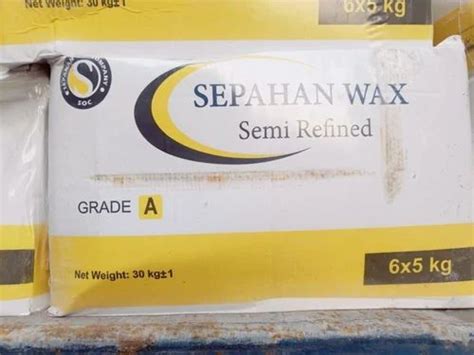 Net Weight: 30 kg±1
6x5 kg
SOC
SEPAHAN WAX
Semi Refined
GRADE A
Net Weight: 30 kg±1
6x5 kg